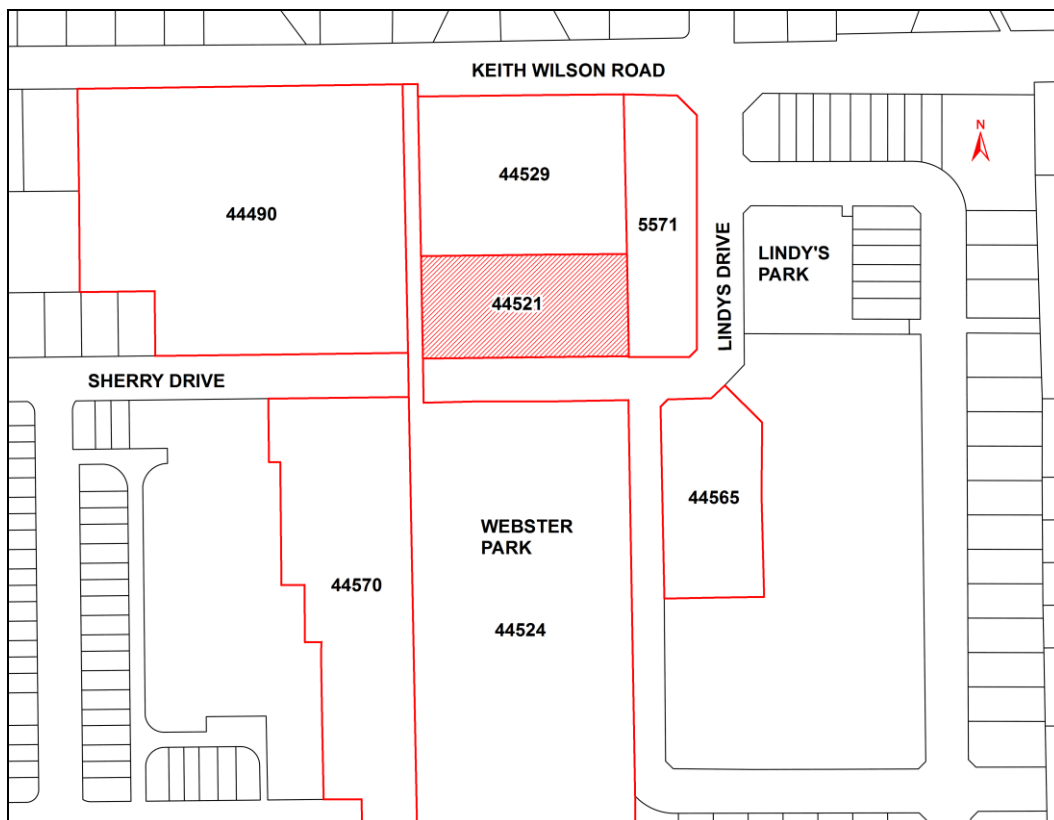 KEITH WILSON ROAD
N
44529
44490
5571
LINDYS DRIVE
LINDY'S
PARK
44521
SHERRY DRIVE
44565
WEBSTER
PARK
44570
44524